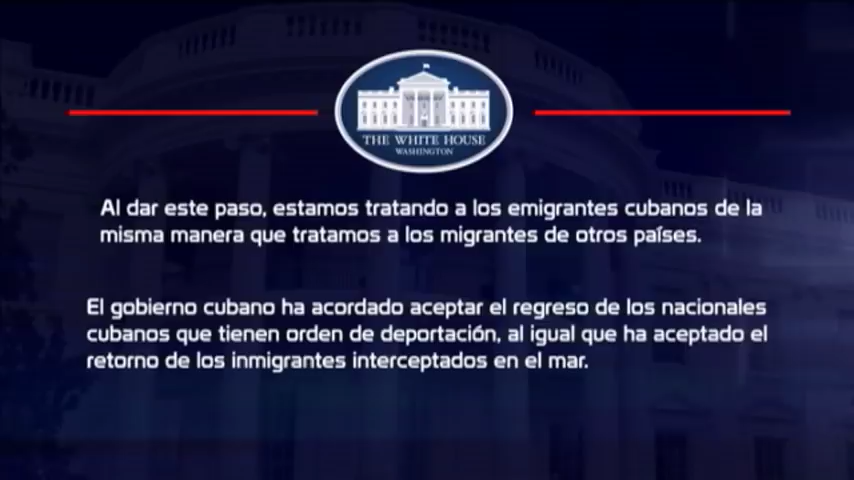 THE WHITE HOUSE
WASHINGTON
Al dar este paso, estamos tratando a los emigrantes cubanos de la
misma manera que tratamos a los migrantes de otros países.
El gobierno cubano ha acordado aceptar el regreso de los nacionales
cubanos que tienen orden de deportación, al igual que ha aceptado el
retorno de los inmigrantes interceptados en el mar.